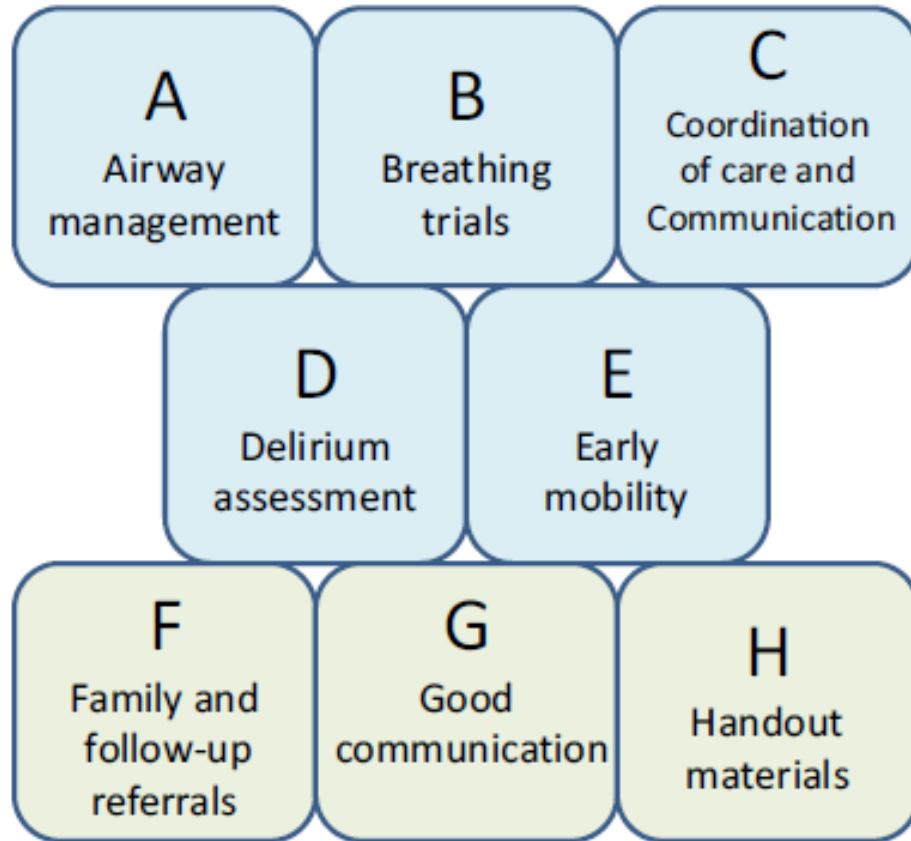 A
Airway
management
B
Breathing
trials
C
Coordination
of care and
Communication
D
Delirium
assessment
E
Early
mobility
F
Family and
follow-up
referrals
G
Good
communication
H
Handout
materials